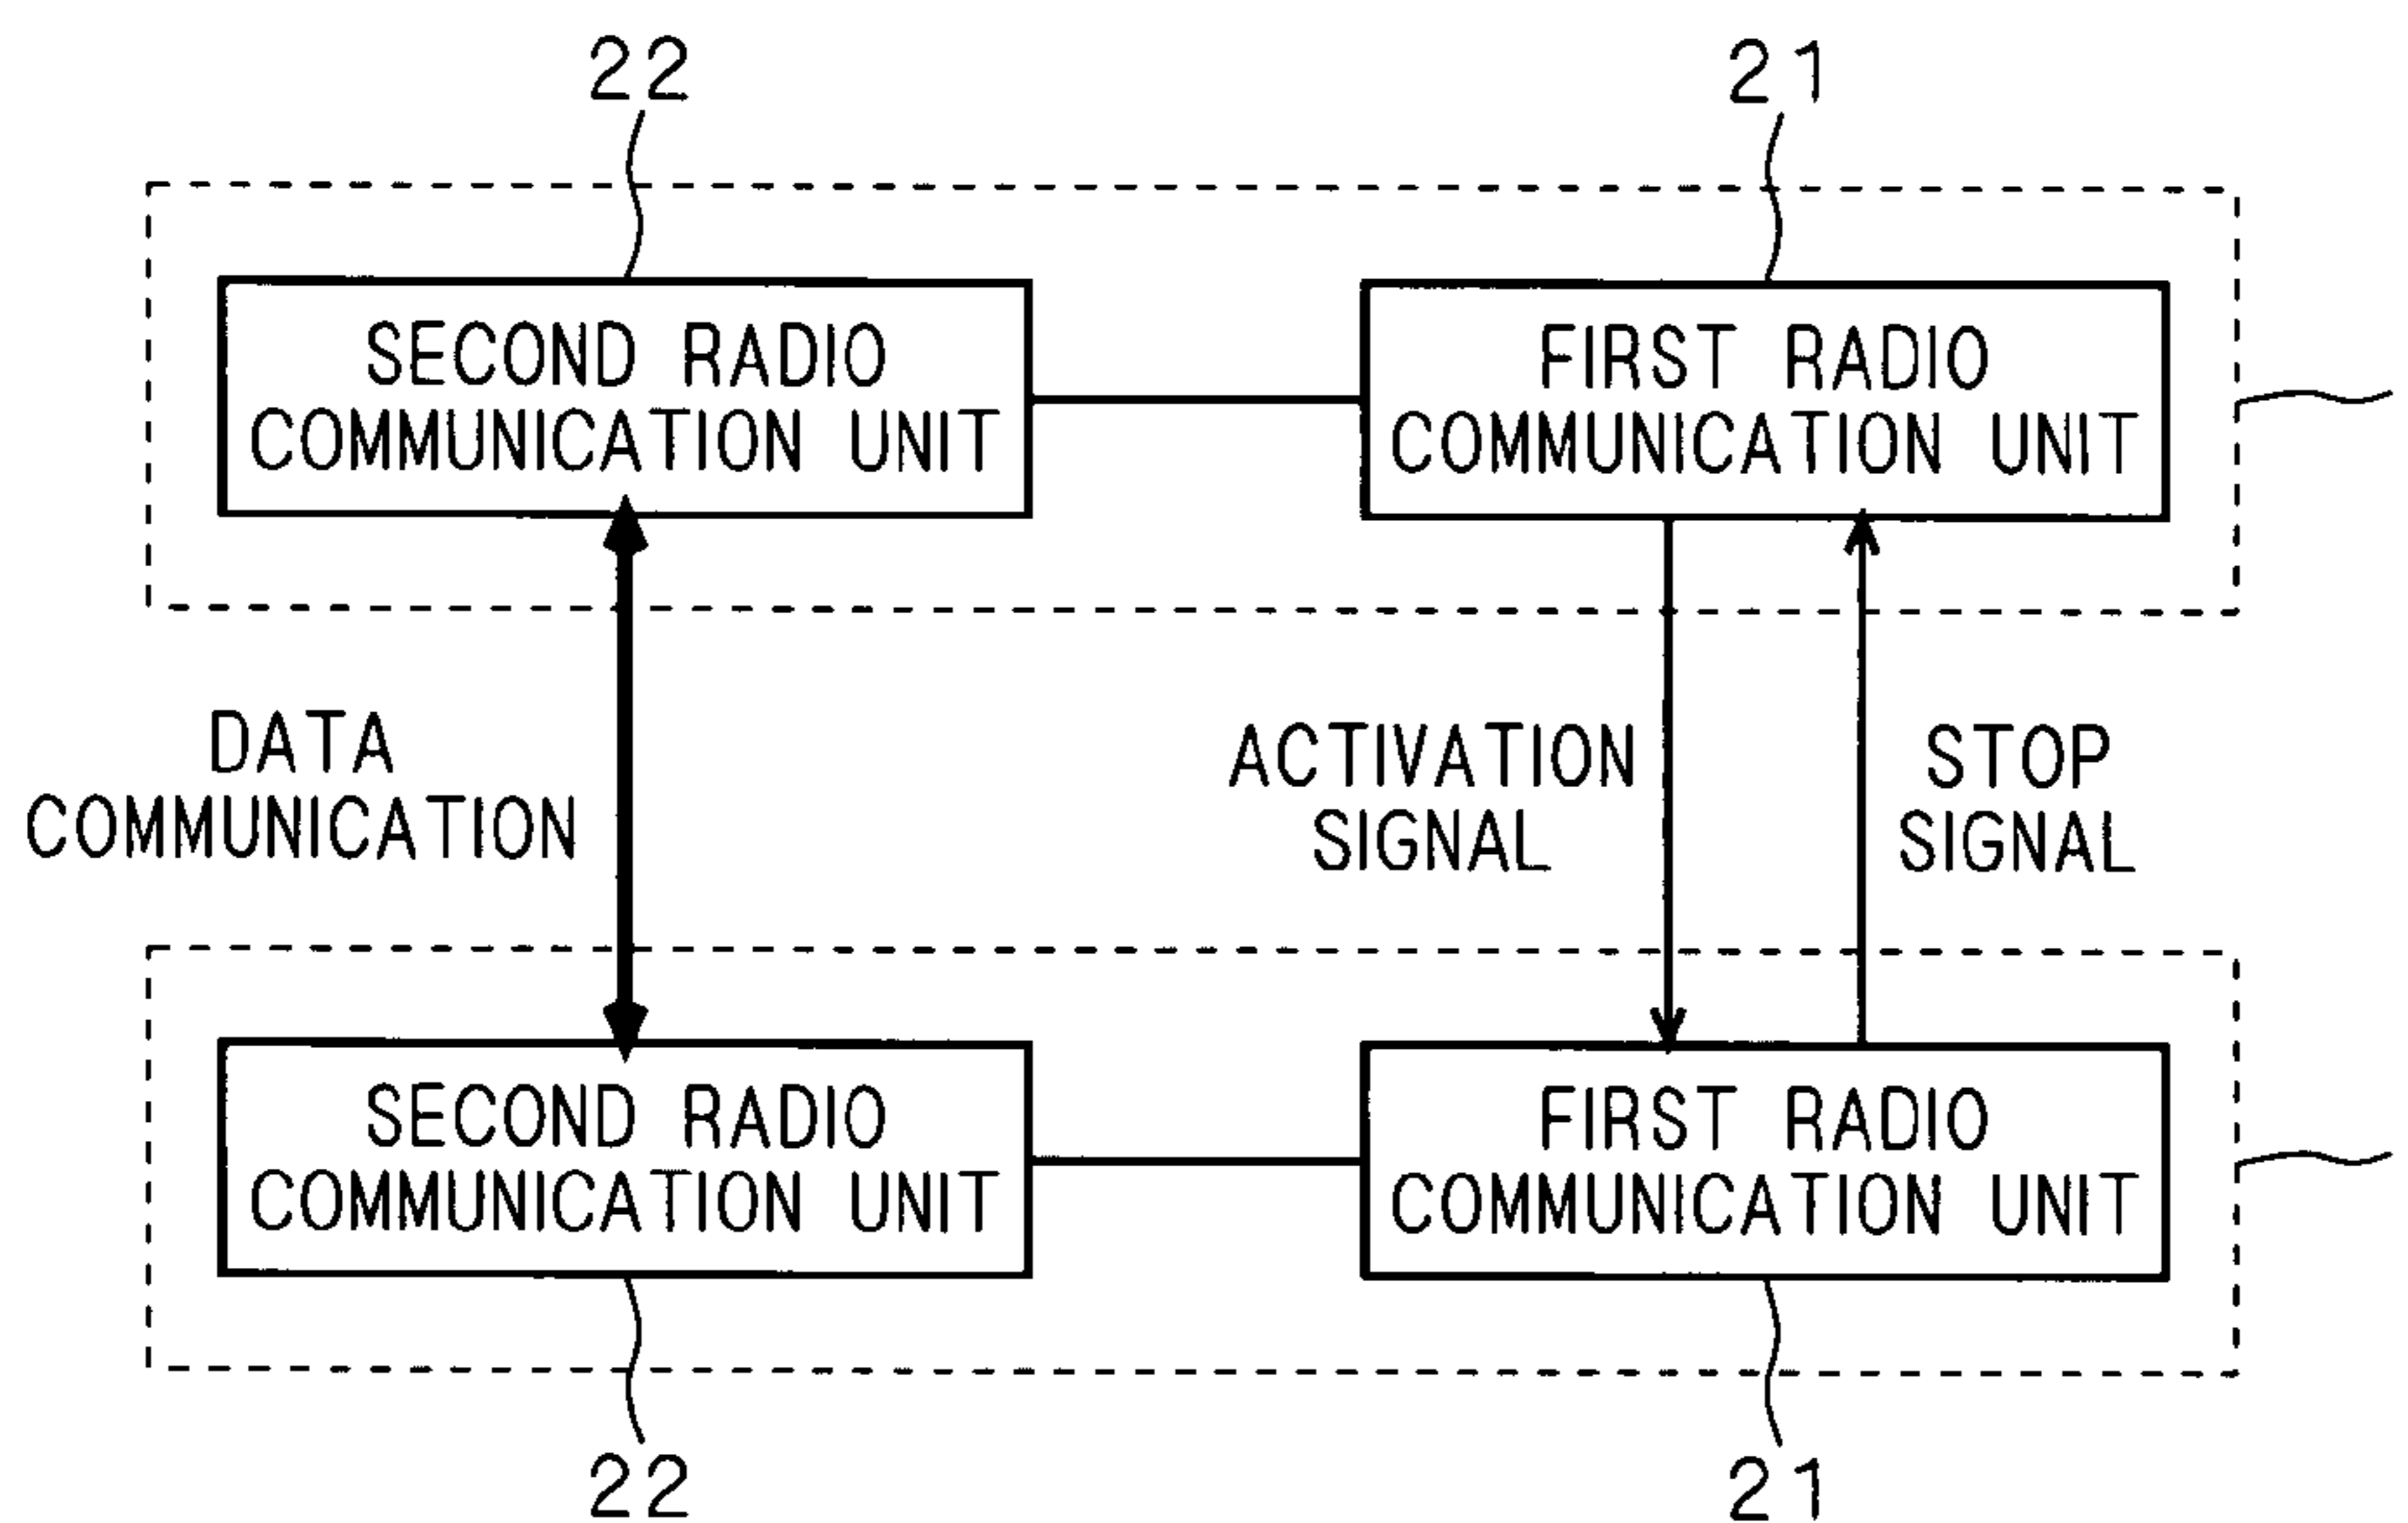 22
21
SECOND RADIO
COMMUNICATION UNIT
FIRST RADIO
COMMUNICATION UNIT
DATA
COMMUNICATION
ACTIVATION
SIGNAL
STOP
SIGNAL
SECOND RADIO
COMMUNICATION UNIT
FIRST RADIO
COMMUNICATION UNIT
22
21